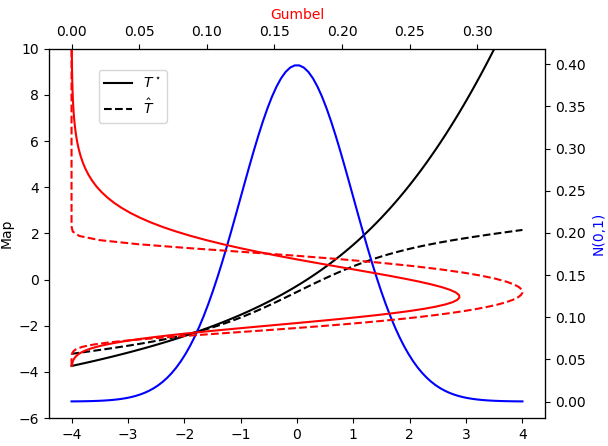 Gumbel
0.00 0.05 0.10 0.15 0.20 0.25 0.30
10 0.40
8 0.35
6 0.30
4 0.25
2 0.20
0 0.15
−2 0.10
−4 0.05
−6 0.00
T⋆
T̂
Map
N(0,1)
−4 −3 −2 −1 0 1 2 3 4